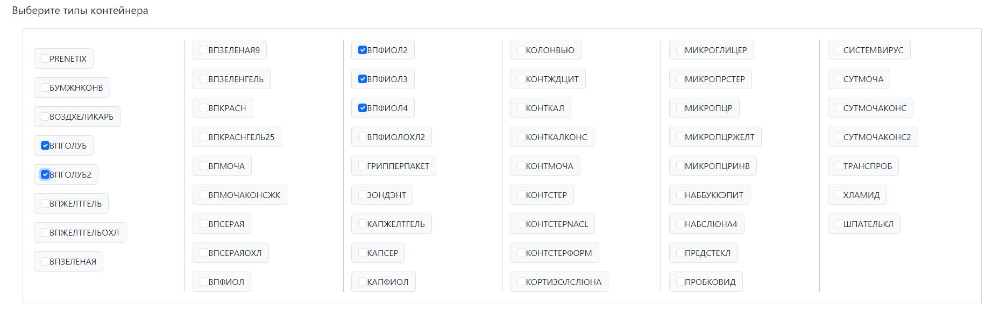 Выберите типы контейнера
PRENETIX
БУМЖНКОНВ
ВОЗДХЕЛИКАРБ
ВПГОЛУБ
ВПГОЛУБ2
ВПЖЕЛТГЕЛЬ
ВПЖЕЛТГЕЛЬОХЛ
ВПЗЕЛЕНАЯ
ВПЗЕЛЕНАЯ9
ВПЗЕЛЕНГЕЛЬ
ВПКРАСН
ВПКРАСНГЕЛЬ25
ВПМОЧА
ВПМОЧАКОНСЖК
ВПСЕРАЯ
ВПСЕРАЯОХЛ
ВПФИОЛ
ВПФИОЛ2
ВПФИОЛ3
ВПФИОЛ4
ВПФИОЛОХЛ2
ГРИППЕРПАКЕТ
ЗОНДЭНТ
КАПЖЕЛТГЕЛЬ
КАПСЕР
КАПФИОЛ
КОЛОНВЬЮ
КОНТЖДЦИТ
КОНТКАЛ
КОНТКАЛКОНС
КОНТМОЧА
КОНТСТЕР
КОНТСТЕРNACL
КОНТСТЕРФОРМ
КОРТИЗОЛСЛЮНА
МИКРОГЛИЦЕР
МИКРОПРСТЕР
МИКРОПЦР
МИКРОПЦРЖЕЛТ
МИКРОПЦРИНВ
НАББУККЭПИТ
НАБСЛЮНА4
ПРЕДСТЕКЛ
ПРОБКОВИД
СИСТЕМВИРУС
СУТМОЧА
СУТМОЧАКОНС
СУТМОЧАКОНС2
ТРАНСПРОБ
ХЛАМИД
ШПАТЕЛЬКЛ